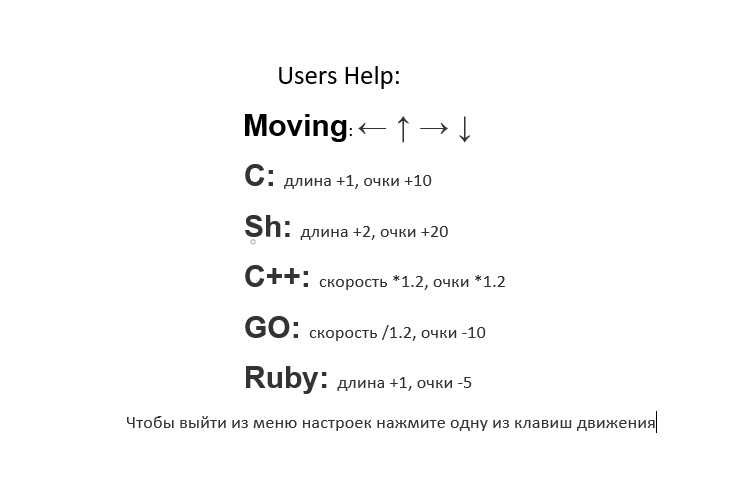 Users Help:
Moving: ← ↑ → ↓
C: длина +1, очки +10
Sh: длина +2, очки +20
C++: скорость *1.2, очки *1.2
GO: скорость /1.2, очки -10
Ruby: длина +1, очки -5
Чтобы выйти из меню настроек нажмите одну из клавиш движения